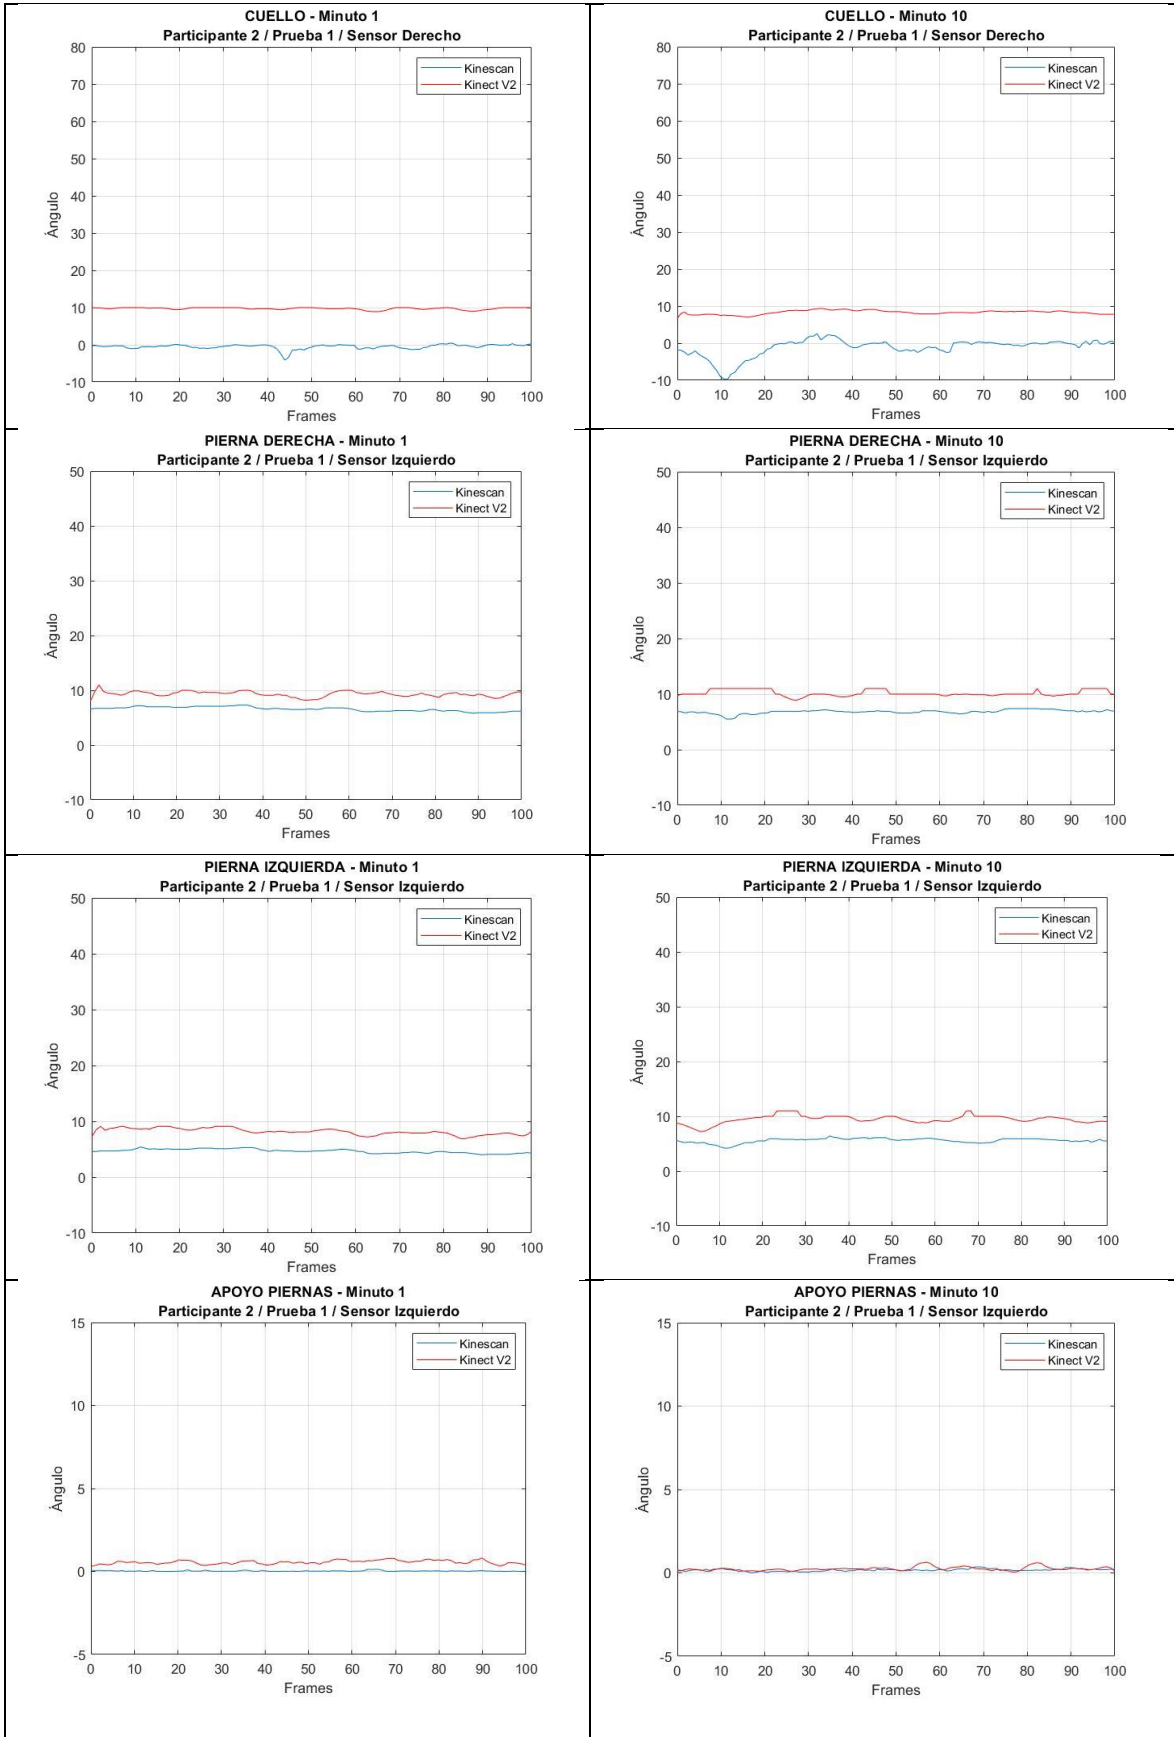 CUELLO - Minuto 1
Participante 2 / Prueba 1 / Sensor Derecho
80
70
60
50
40
30
20
10
0
-10
Ángulo
Kinescan
Kinect V2
0 10 20 30 40 50 60 70 80 90 100
Frames
CUELLO - Minuto 10
Participante 2 / Prueba 1 / Sensor Derecho
80
70
60
50
40
30
20
10
0
-10
Ángulo
Kinescan
Kinect V2
0 10 20 30 40 50 60 70 80 90 100
Frames
PIERNA DERECHA - Minuto 1
Participante 2 / Prueba 1 / Sensor Izquierdo
50
40
30
20
10
0
-10
Ángulo
Kinescan
Kinect V2
0 10 20 30 40 50 60 70 80 90 100
Frames
PIERNA DERECHA - Minuto 10
Participante 2 / Prueba 1 / Sensor Izquierdo
50
40
30
20
10
0
-10
Ángulo
Kinescan
Kinect V2
0 10 20 30 40 50 60 70 80 90 100
Frames
PIERNA IZQUIERDA - Minuto 1
Participante 2 / Prueba 1 / Sensor Izquierdo
50
40
30
20
10
0
-10
Ángulo
Kinescan
Kinect V2
0 10 20 30 40 50 60 70 80 90 100
Frames
PIERNA IZQUIERDA - Minuto 10
Participante 2 / Prueba 1 / Sensor Izquierdo
50
40
30
20
10
0
-10
Ángulo
Kinescan
Kinect V2
0 10 20 30 40 50 60 70 80 90 100
Frames
APOYO PIERNAS - Minuto 1
Participante 2 / Prueba 1 / Sensor Izquierdo
15
10
5
0
-5
Ángulo
Kinescan
Kinect V2
0 10 20 30 40 50 60 70 80 90 100
Frames
APOYO PIERNAS - Minuto 10
Participante 2 / Prueba 1 / Sensor Izquierdo
15
10
5
0
-5
Ángulo
Kinescan
Kinect V2
0 10 20 30 40 50 60 70 80 90 100
Frames